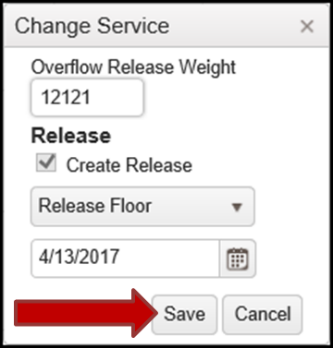 Change Service
Overflow Release Weight
12121
Release
Create Release
Release Floor
4/13/2017
Save Cancel